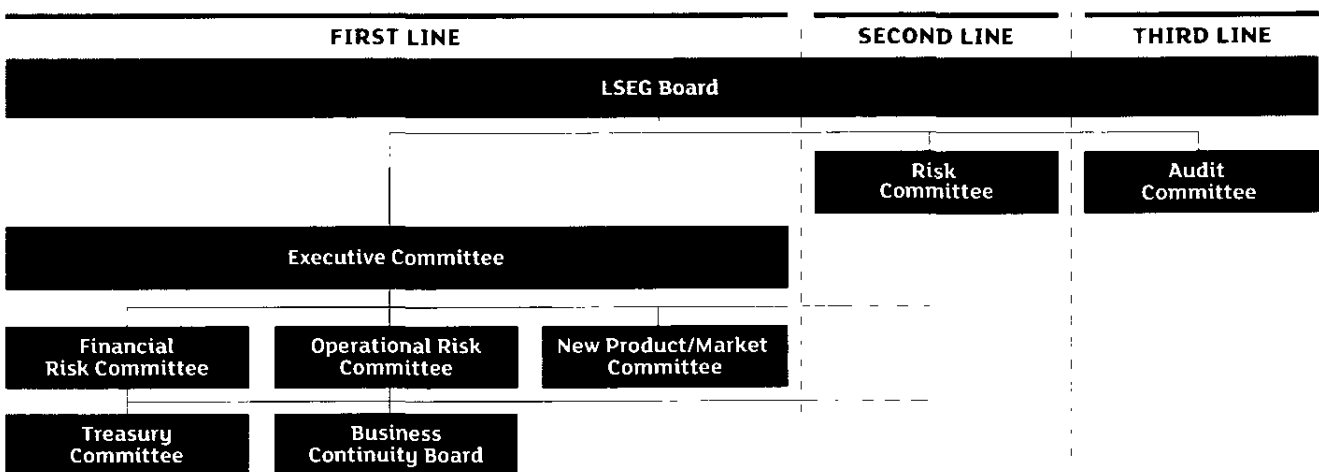 FIRST LINE
SECOND LINE
THIRD LINE
LSEG Board
Risk
Committee
Audit
Committee
Executive Committee
Financial
Risk Committee
Operational Risk
Committee
New Product/Market
Committee
Treasury
Committee
Business
Continuity Board